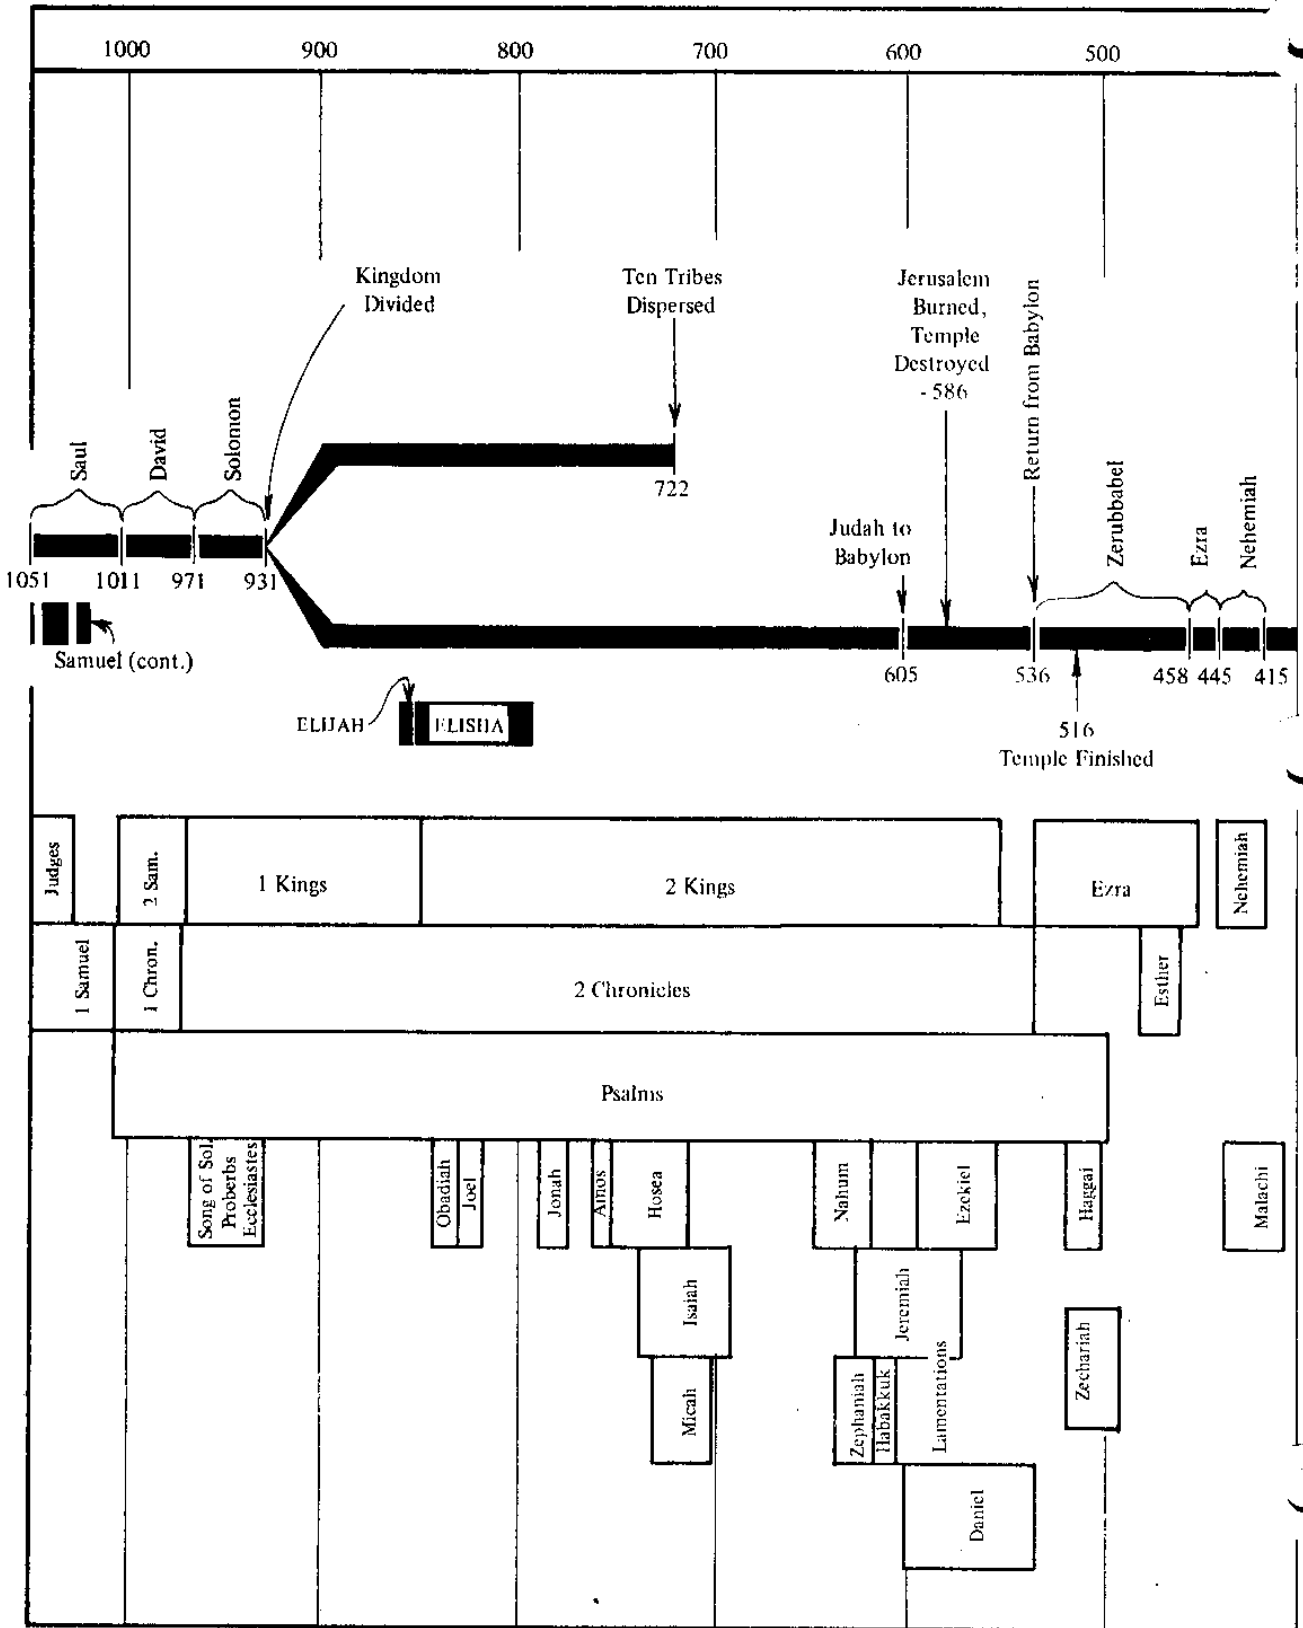 1000 900 800 700 600 500
Kingdom
Divided
Ten Tribes
Dispersed
Jerusalem
Burned,
Temple
Destroyed
- 586
Return from Babylon
Saul
David
Solomon
722
Judah to
Babylon
Zerubbabel
Ezra
Nehemiah
1051 1011 971 931
Samuel (cont.)
605 536 458 445 415
ELIJAH
ELISHA
516
Temple Finished
Judges
2 Sam.
1 Kings
2 Kings
Ezra
Nehemiah
1 Samuel
1 Chron.
2 Chronicles
Esther
Psalms
Song of Sol.
Proberbs
Ecclesiastes
Obadiah
Joel
Jonah
Amos
Hosea
Nahum
Ezekiel
Haggai
Malachi
Isaiah
Jeremiah
Zechariah
Micah
Zephaniah
Habakkuk
Lamentations
Daniel